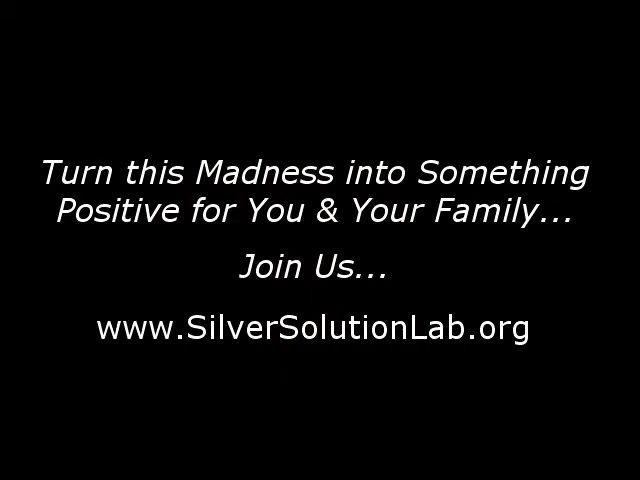 Turn this Madness into Something
Positive for You & Your Family...
Join Us...
www.SilverSolutionLab.org